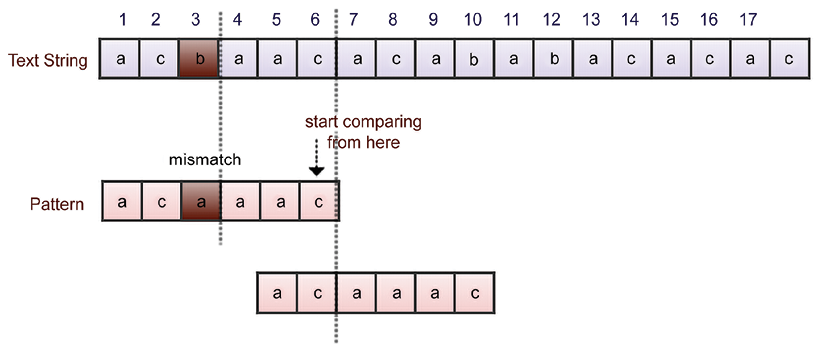 1 2 3 4 5 6 7 8 9 10 11 12 13 14 15 16 17
Text String a c b a a c a c a b a b a c a c a c
start comparing
from here
mismatch
Pattern a c a a a c
a c a a a c